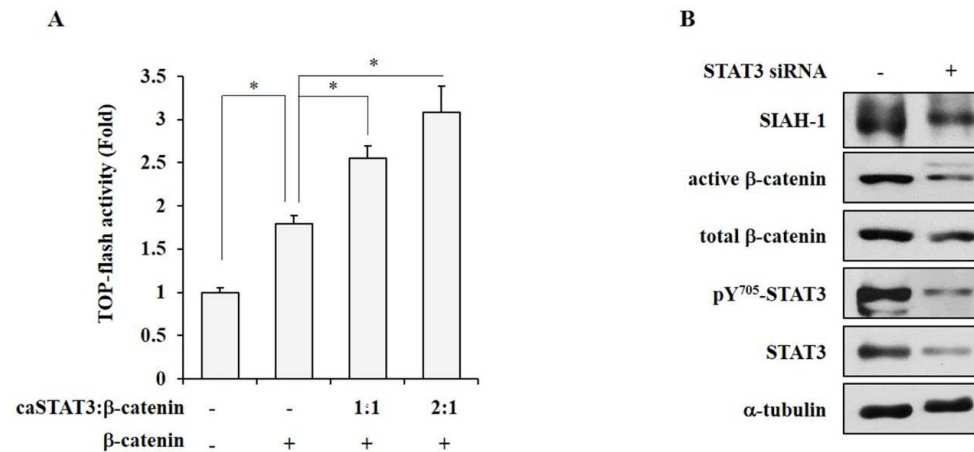 A
TOP-flash activity (Fold)
3.5
3
2.5
2
1.5
1
0.5
0
* * *
caSTAT3:β-catenin - - 1:1 2:1
β-catenin - + + +
B
STAT3 siRNA - +
SIAH-1
active β-catenin
total β-catenin
pY⁷⁰⁵-STAT3
STAT3
α-tubulin